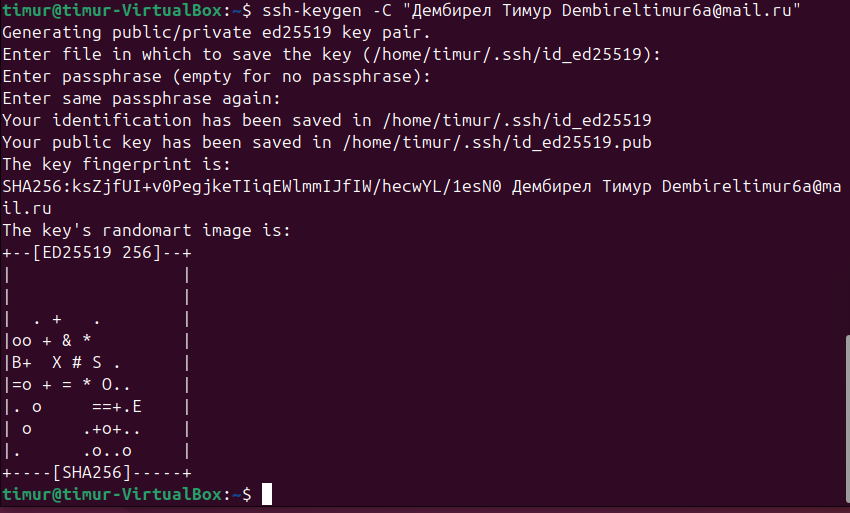 timur@timur-VirtualBox:~$ ssh-keygen -C "Дембирел Тимур Dembireltimur6a@mail.ru"
Generating public/private ed25519 key pair.
Enter file in which to save the key (/home/timur/.ssh/id_ed25519):
Enter passphrase (empty for no passphrase):
Enter same passphrase again:
Your identification has been saved in /home/timur/.ssh/id_ed25519
Your public key has been saved in /home/timur/.ssh/id_ed25519.pub
The key fingerprint is:
SHA256:ksZjfUI+v0PegjkeTIiqEWlmmIJfIW/hecwYL/1esN0 Дембирел Тимур Dembireltimur6a@ma
il.ru
The key's randomart image is:
+--[ED25519 256]--+
|                 |
|                 |
|  . +   .        |
|oo + & *         |
|B+  X # S .      |
|=o + = * O..     |
|. o     ==+.E    |
| o     .+o+..    |
|.      .o..o     |
+----[SHA256]-----+
timur@timur-VirtualBox:~$